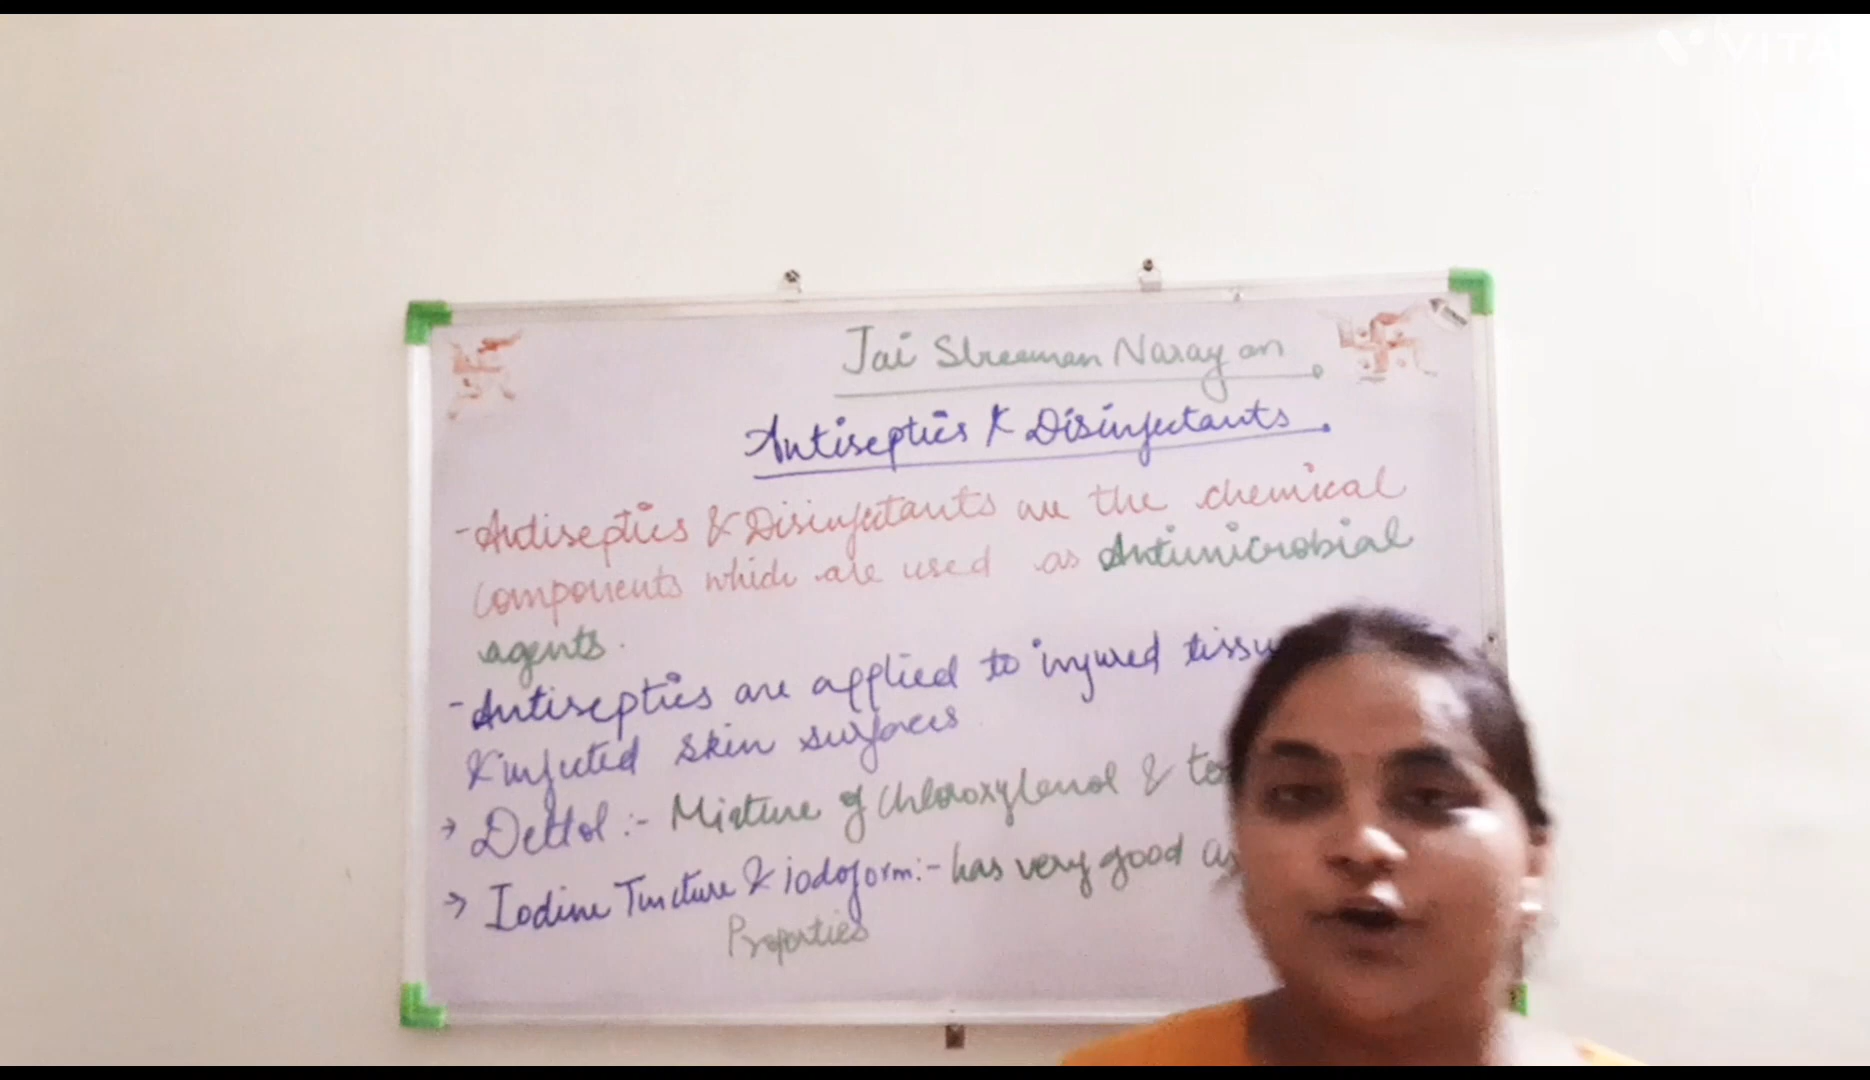 VITA
Jai Shreeman Narayan
Antiseptics & Disinfectants.
- Antiseptics & Disinfectants are the chemical
components which are used as Antimicrobial
agents.
- Antiseptics are applied to injured
& infected skin surfaces
→ Dettol :- Mixture of Chloroxylenol &
→ Iodine Tincture & iodoform :- has very good
Properties